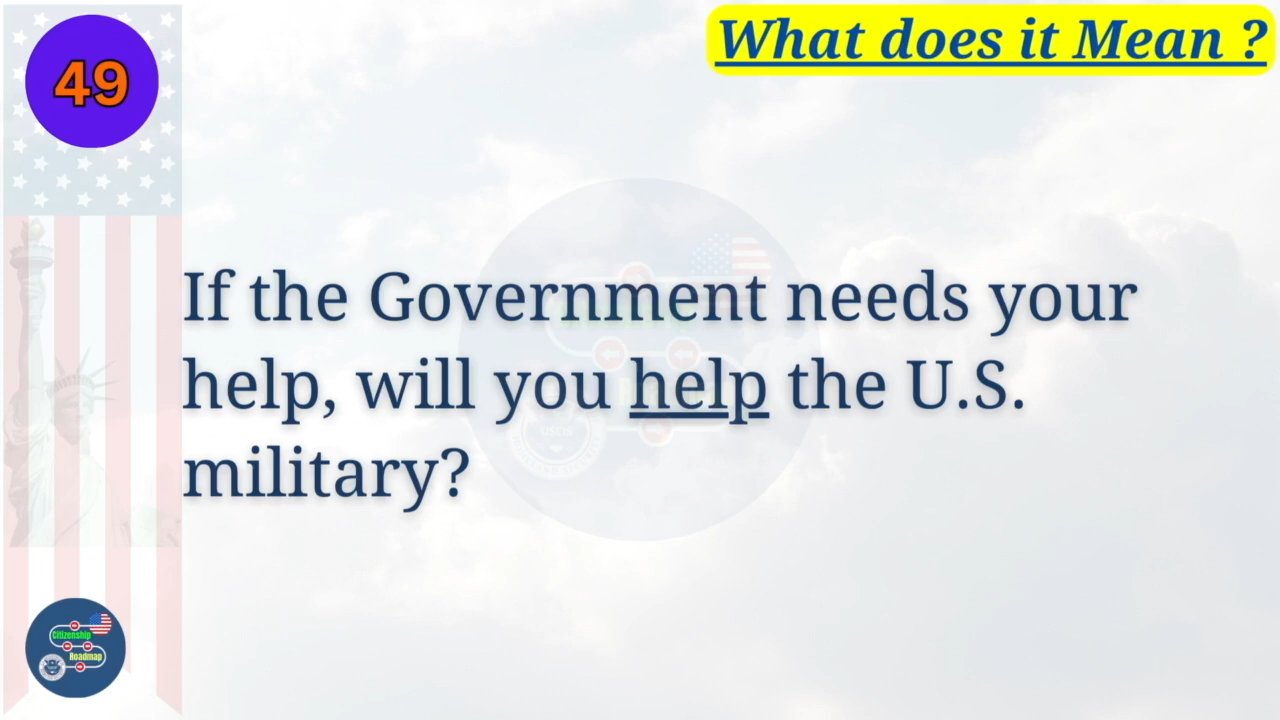 49
What does it Mean ?
If the Government needs your
help, will you help the U.S.
military?
Citizenship
Roadmap